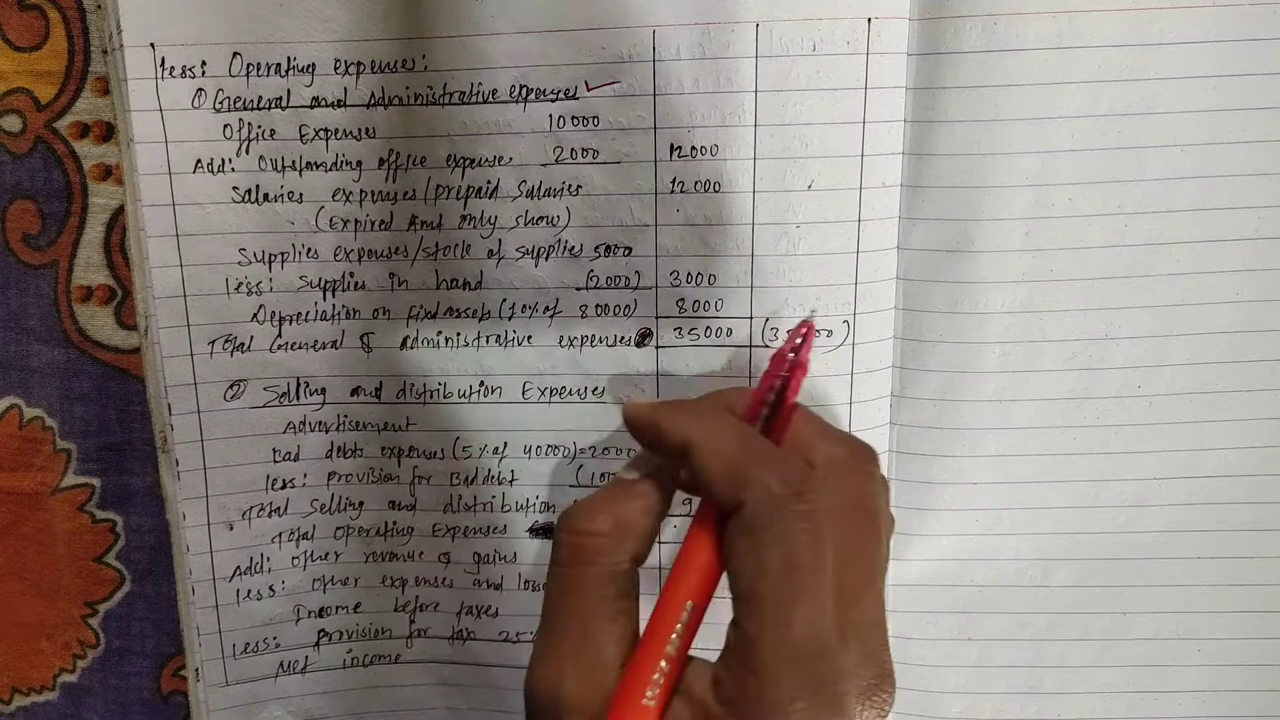 Less: Operating expense:
① General and Administrative expenses ✓
Office Expenses 10000
Add: Outstanding office expense 2000 12000
Salaries expenses/prepaid Salaries 12000
(Expired Amt only show)
Supplies expenses/stock of supplies 5000
less: Supplies in hand (2000) 3000
Depreciation on Fixed assets (10% of 80000) 8000
Total General & administrative expenses 35000
② Selling and distribution Expenses
Advertisement
Bad debts expenses (5% of 40000)=2000
less: provision for Bad debt
Total Selling and distribution
Total Operating Expenses
Add: Other revenue & gains
less: Other expenses and
Income before taxes
less: provision for tax
Net income